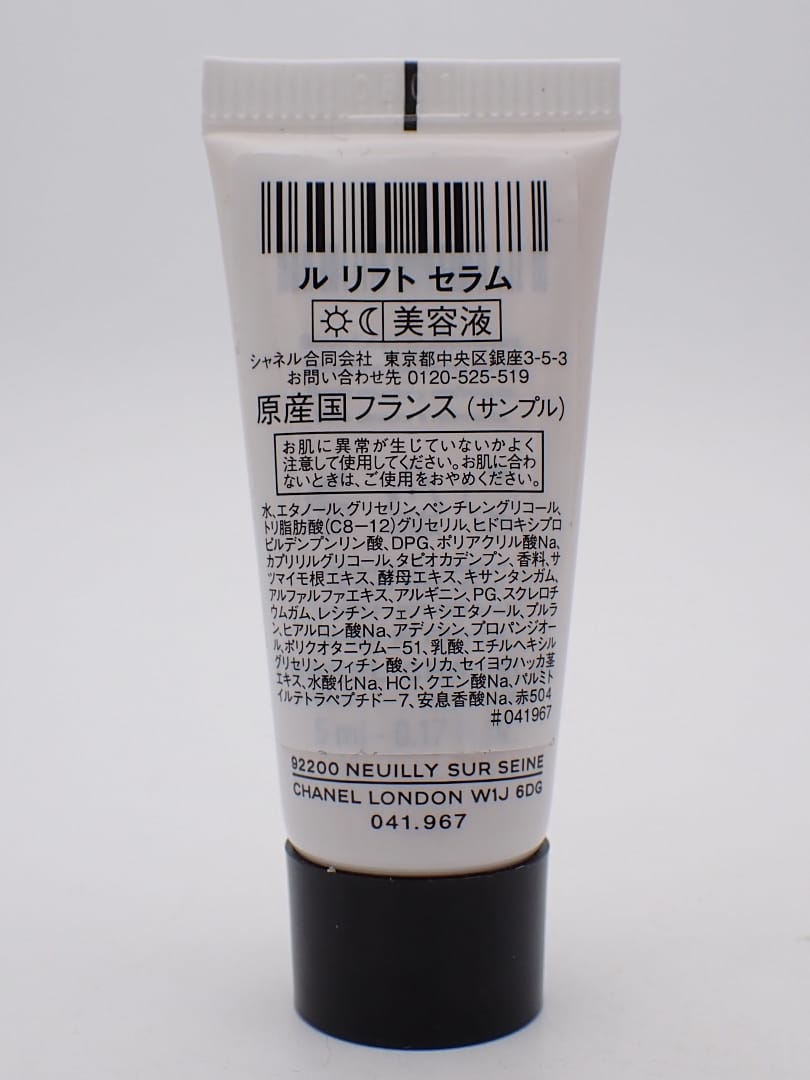 ル リフト セラム
美容液
シャネル合同会社 東京都中央区銀座3-5-3
お問い合わせ先 0120-525-519
原産国フランス（サンプル）
お肌に異常が生じていないかよく
注意して使用してください。お肌に合わ
ないときは、ご使用をおやめください。
水、エタノール、グリセリン、ペンチレングリコール、
トリ脂肪酸(C8－12)グリセリル、ヒドロキシプロ
ピルデンプンリン酸、DPG、ポリアクリル酸Na、
カプリリルグリコール、タピオカデンプン、香料、サ
ツマイモ根エキス、酵母エキス、キサンタンガム、
アルファルファエキス、アルギニン、PG、スクレロチ
ウムガム、レシチン、フェノキシエタノール、プルラ
ン、ヒアルロン酸Na、アデノシン、プロパンジオー
ル、ポリクオタニウム－51、乳酸、エチルヘキシル
グリセリン、フィチン酸、シリカ、セイヨウハッカ茎
エキス、水酸化Na、HCl、クエン酸Na、パルミト
イルテトラペプチド－7、安息香酸Na、赤504
#041967
5 ml - 0.17
92200 NEUILLY SUR SEINE
CHANEL LONDON W1J 6DG
041.967